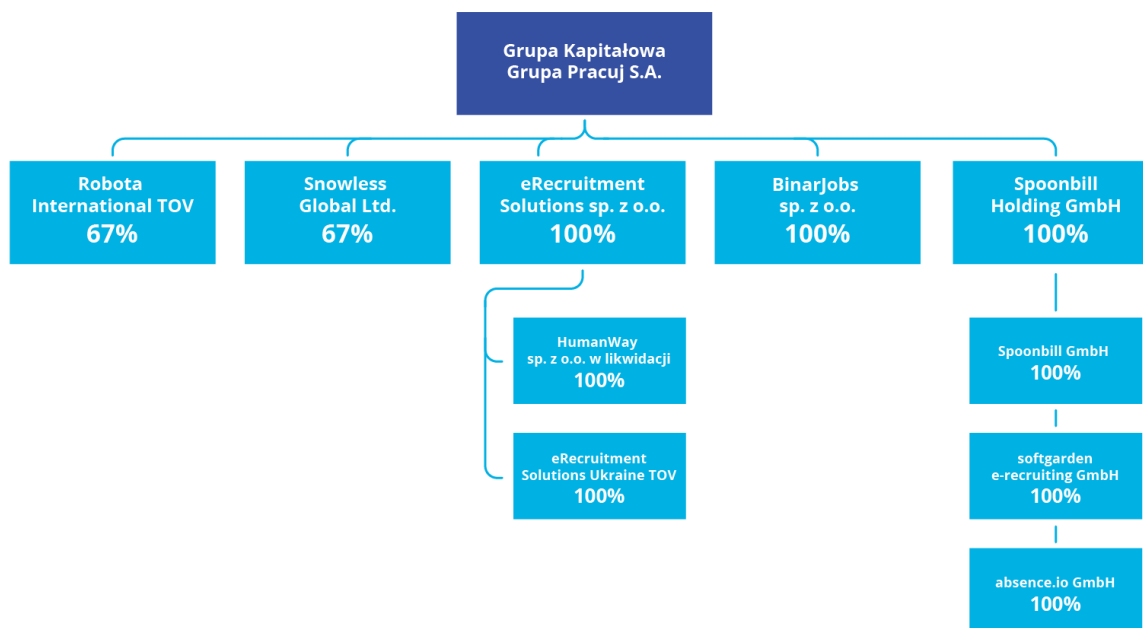 Grupa Kapitałowa
Grupa Pracuj S.A.
Robota
International TOV
67%
Snowless
Global Ltd.
67%
eRecruitment
Solutions sp. z o.o.
100%
BinarJobs
sp. z o.o.
100%
Spoonbill
Holding GmbH
100%
HumanWay
sp. z o.o. w likwidacji
100%
eRecruitment
Solutions Ukraine TOV
100%
Spoonbill GmbH
100%
softgarden
e-recruiting GmbH
100%
absence.io GmbH
100%